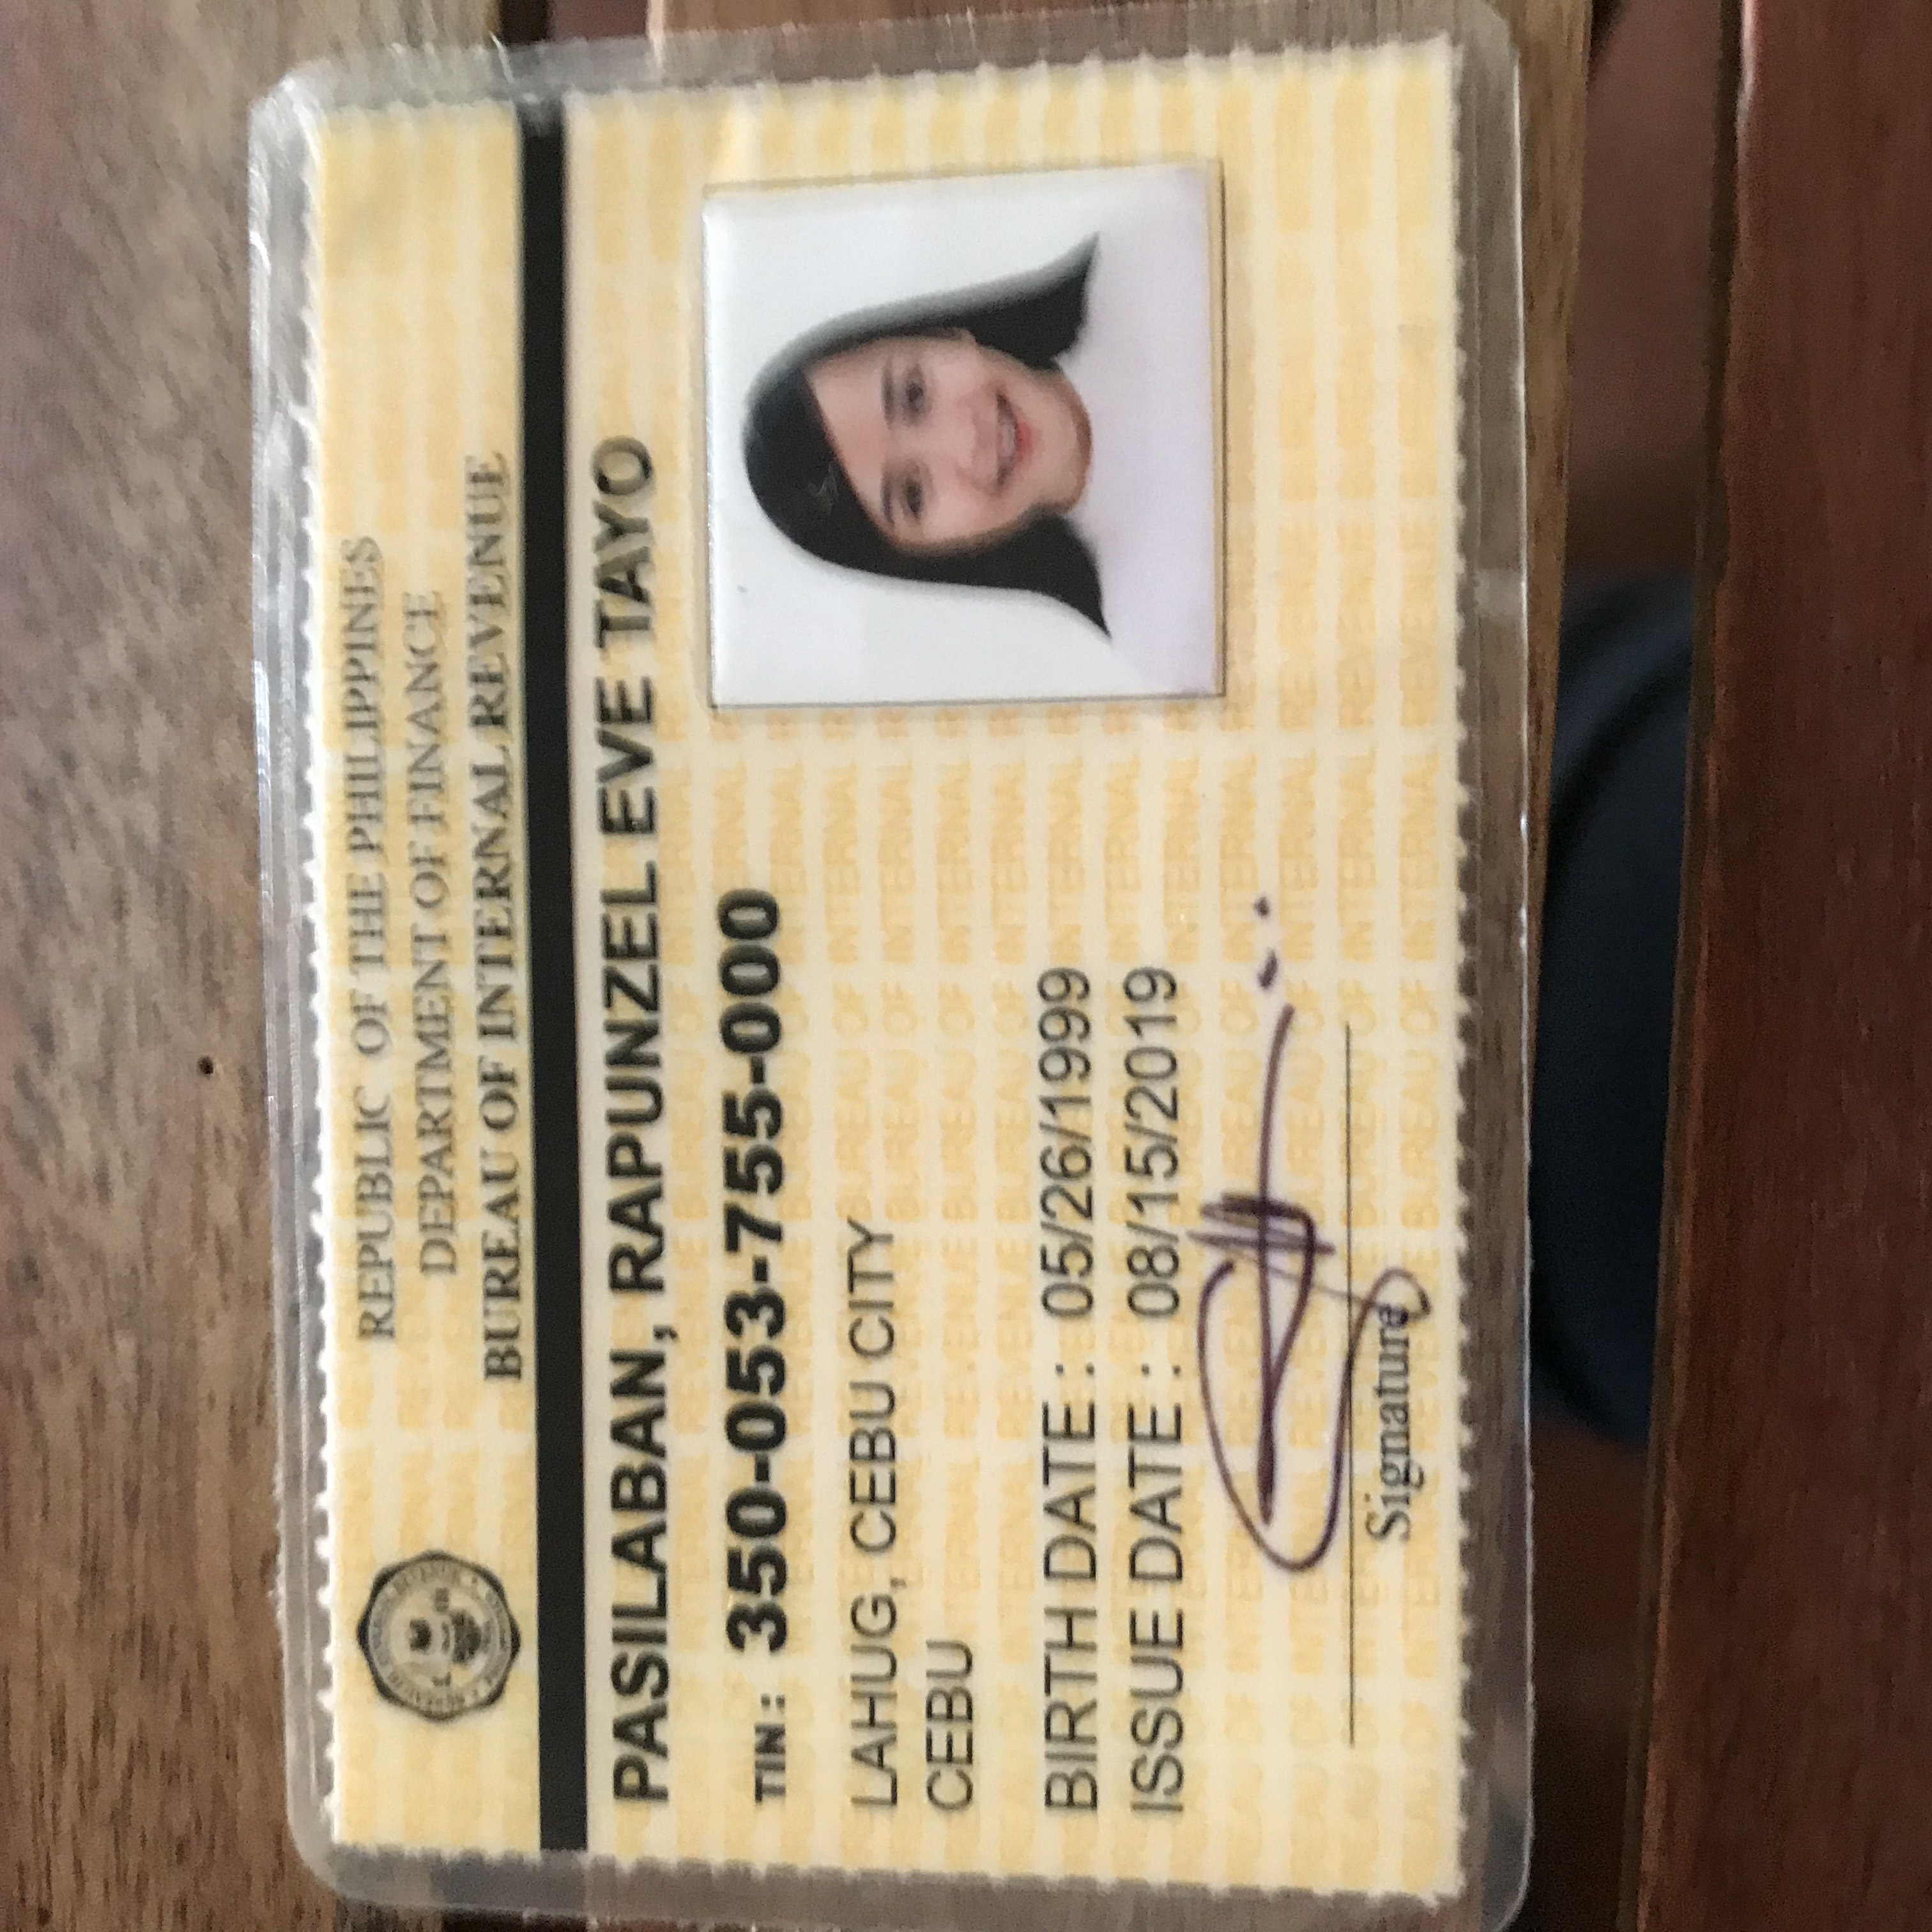 REPUBLIC OF THE PHILIPPINES
DEPARTMENT OF FINANCE
BUREAU OF INTERNAL REVENUE
PASILABAN, RAPUNZEL EVE TAYO
TIN : 350-053-755-000
LAHUG, CEBU CITY
CEBU
BIRTH DATE : 05/26/1999
ISSUE DATE : 08/15/2019
Signature